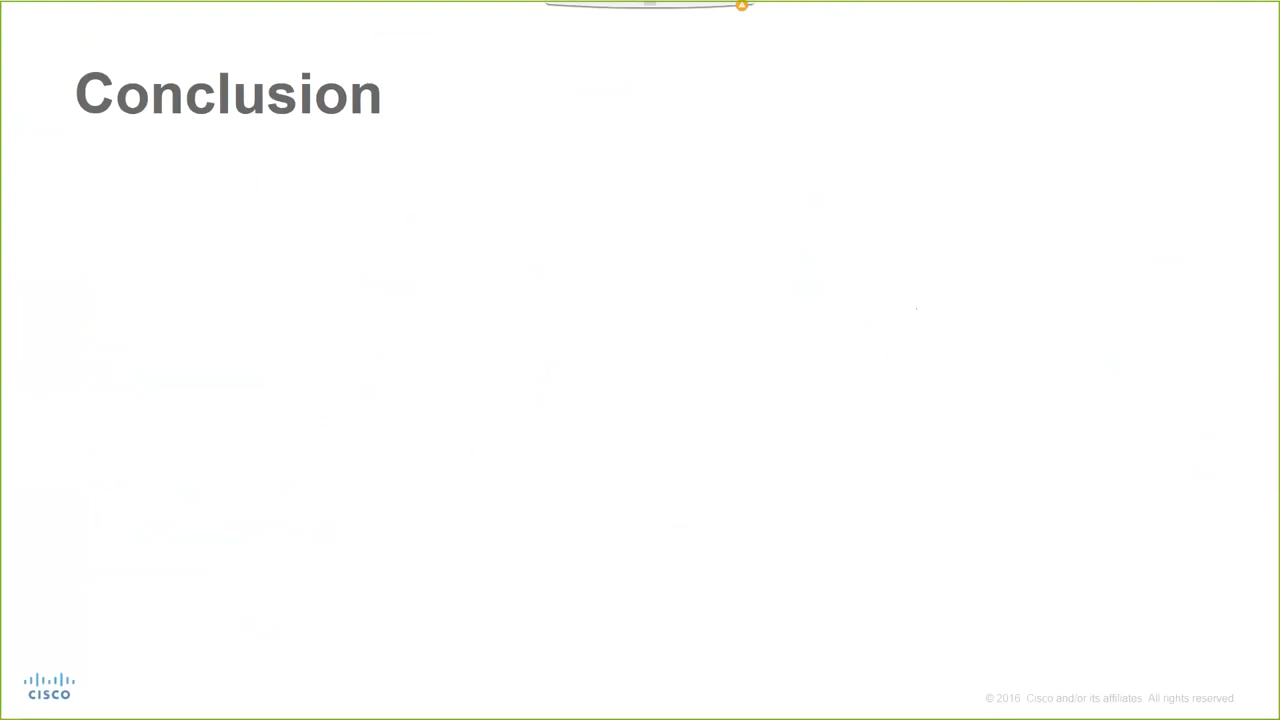 Conclusion
CISCO
© 2016 Cisco and/or its affiliates. All rights reserved.